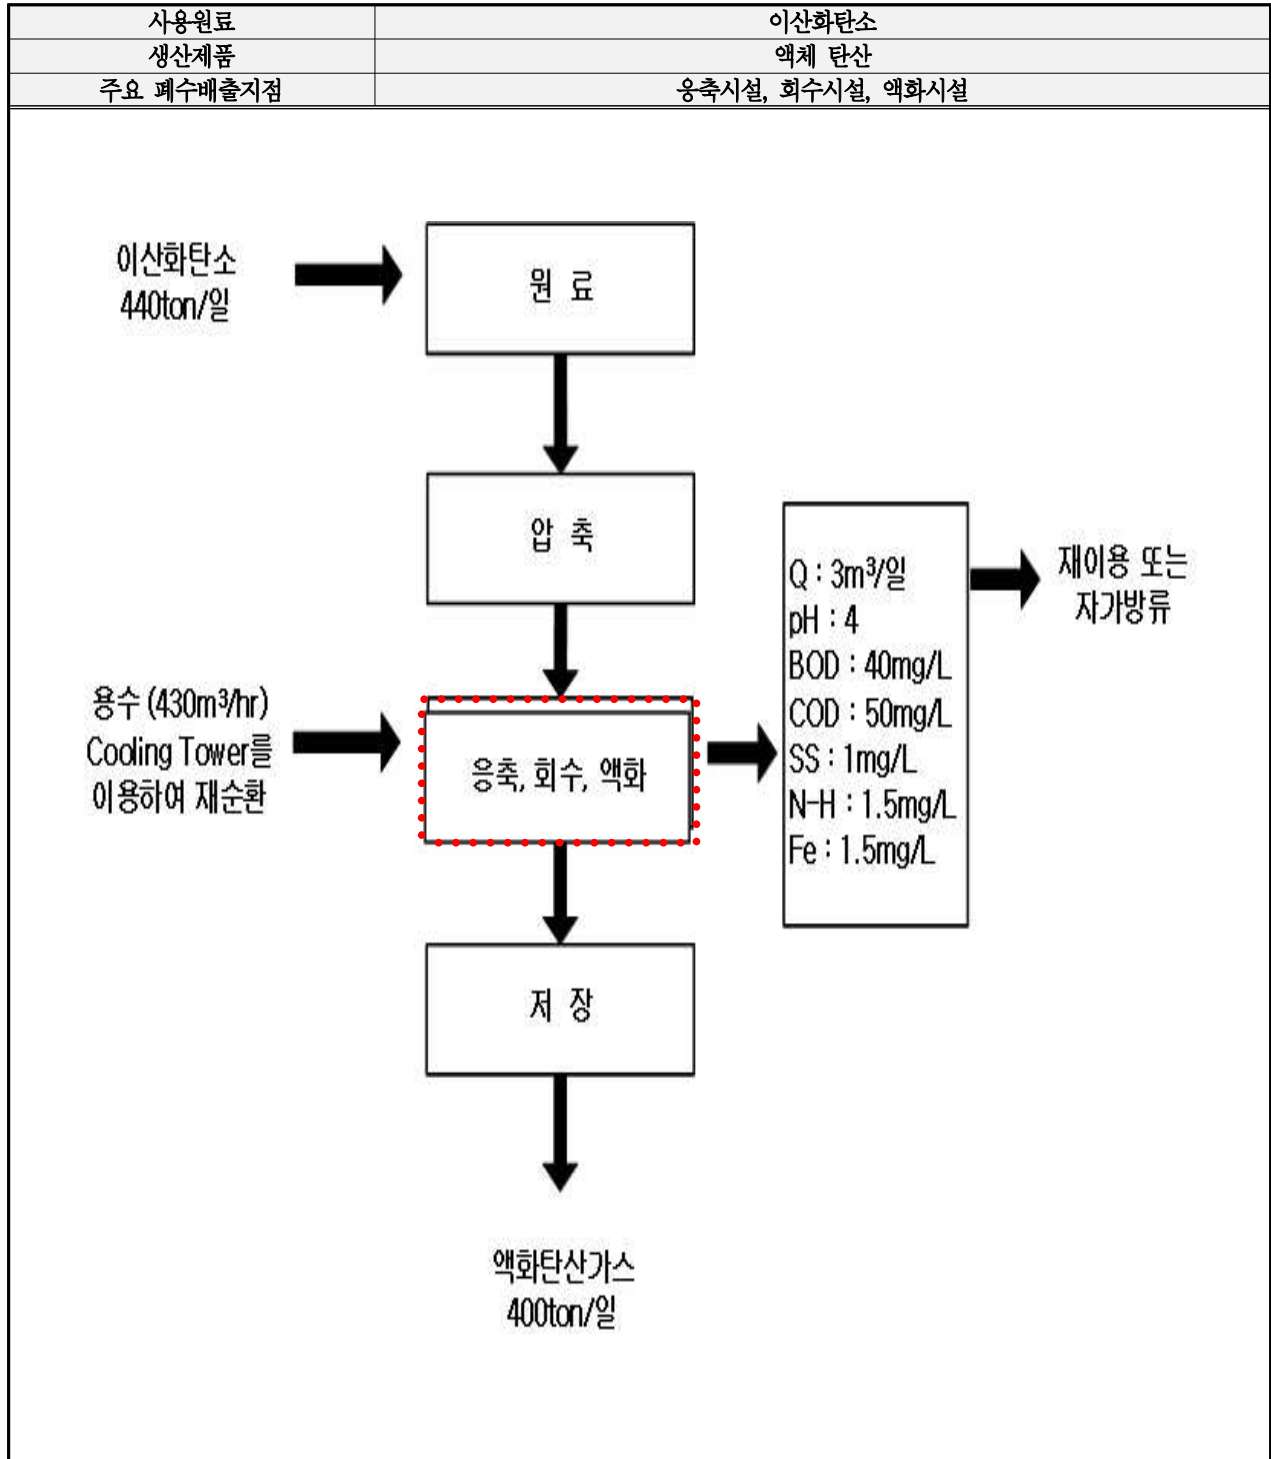 사용원료 이산화탄소
생산제품 액체 탄산
주요 폐수배출지점 응축시설, 회수시설, 액화시설
이산화탄소
440ton/일
원 료
압 축
용수 (430m³/hr)
Cooling Tower를
이용하여 재순환
응축, 회수, 액화
Q : 3m³/일
pH : 4
BOD : 40mg/L
COD : 50mg/L
SS : 1mg/L
N-H : 1.5mg/L
Fe : 1.5mg/L
재이용 또는
자가방류
저 장
액화탄산가스
400ton/일